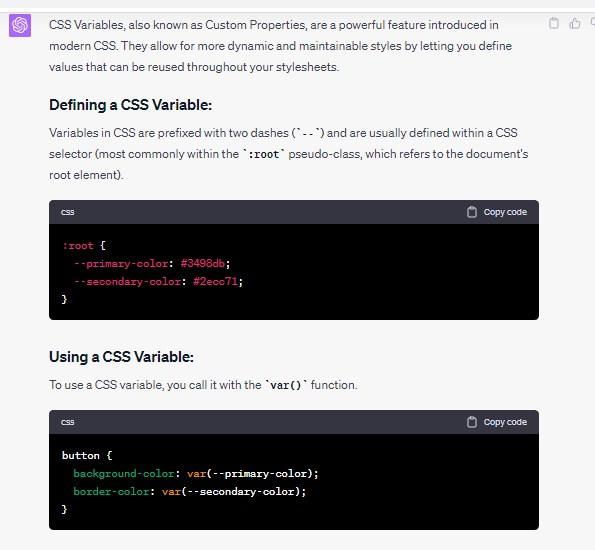 CSS Variables, also known as Custom Properties, are a powerful feature introduced in
modern CSS. They allow for more dynamic and maintainable styles by letting you define
values that can be reused throughout your stylesheets.
Defining a CSS Variable:
Variables in CSS are prefixed with two dashes (`--`) and are usually defined within a CSS
selector (most commonly within the `:root` pseudo-class, which refers to the document's
root element).
css Copy code
:root {
  --primary-color: #3498db;
  --secondary-color: #2ecc71;
}
Using a CSS Variable:
To use a CSS variable, you call it with the `var()` function.
css Copy code
button {
  background-color: var(--primary-color);
  border-color: var(--secondary-color);
}